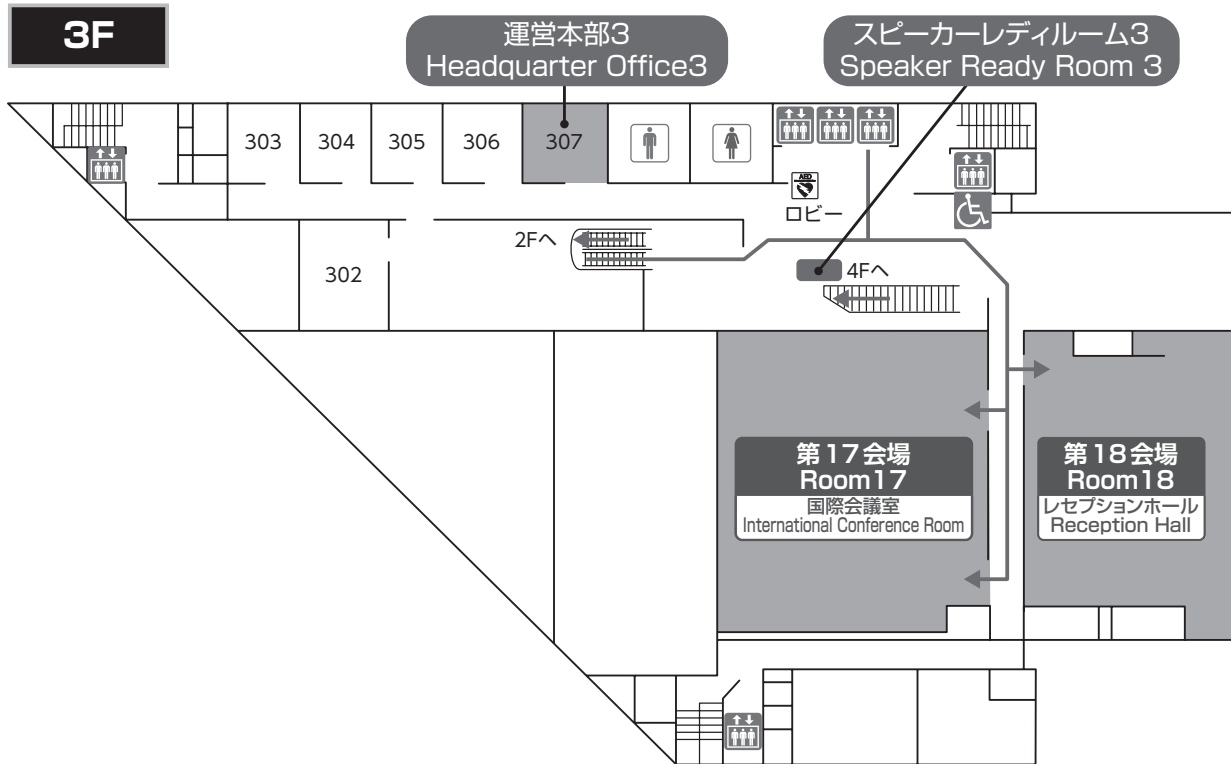 3F
運営本部3
Headquarter Office3
スピーカーレディルーム3
Speaker Ready Room 3
303
304
305
306
307
AED
ロビー
2Fへ
302
4Fへ
第17会場
Room17
国際会議室
International Conference Room
第18会場
Room18
レセプションホール
Reception Hall